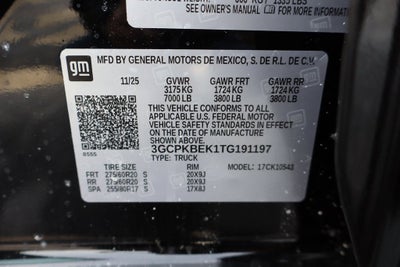 SEE OWNER'S MANUAL FOR MORE INFORMATION
gm
MFD BY GENERAL MOTORS DE MEXICO, S. DE R.L. DE C.V.
11/25 GVWR GAWR FRT GAWR RR
3175 KG 1724 KG 1724 KG
7000 LB 3800 LB 3800 LB
THIS VEHICLE CONFORMS TO ALL
APPLICABLE U.S. FEDERAL MOTOR
VEHICLE SAFETY STANDARDS IN
EFFECT ON THE DATE OF
MANUFACTURE SHOWN ABOVE.
3GCPKBEK1TG191197
TYPE: TRUCK
MODEL: 17CK10543
TIRE SIZE RIM
FRT 275/60R20 S 20X9J
RR 275/60R20 S 20X9J
SPA 255/80R17 S 17X8J